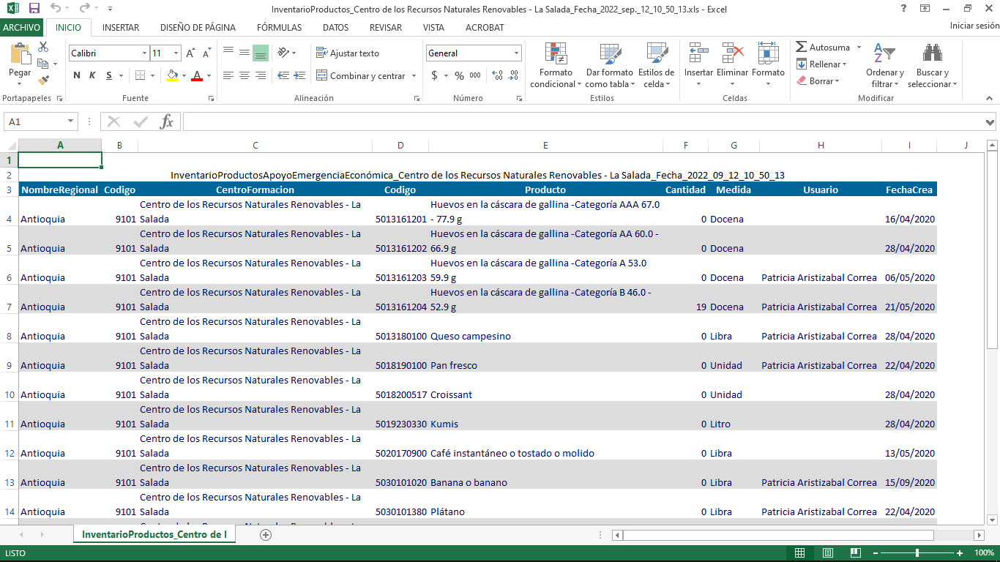 InventarioProductos_Centro de los Recursos Naturales Renovables - La Salada_Fecha_2022_sep._12_10_50_13.xls - Excel
ARCHIVO INICIO INSERTAR DISEÑO DE PÁGINA FÓRMULAS DATOS REVISAR VISTA ACROBAT Iniciar sesión
Pegar
Calibri 11
N K S
Ajustar texto
Combinar y centrar
General
$ % 000
Formato condicional
Dar formato como tabla
Estilos de celda
Insertar Eliminar Formato
Autosuma
Rellenar
Borrar
Ordenar y filtrar
Buscar y seleccionar
Portapapeles Fuente Alineación Número Estilos Celdas Modificar
A1 fx
A B C D E F G H I J
1
2 InventarioProductosApoyoEmergenciaEconómica_Centro de los Recursos Naturales Renovables - La Salada_Fecha_2022_09_12_10_50_13
3 NombreRegional Codigo CentroFormacion Codigo Producto Cantidad Medida Usuario FechaCrea
Centro de los Recursos Naturales Renovables - La Huevos en la cáscara de gallina -Categoría AAA 67.0
4 Antioquia 9101 Salada 5013161201 - 77.9 g 0 Docena 16/04/2020
Centro de los Recursos Naturales Renovables - La Huevos en la cáscara de gallina -Categoría AA 60.0 -
5 Antioquia 9101 Salada 5013161202 66.9 g 0 Docena 28/04/2020
Centro de los Recursos Naturales Renovables - La Huevos en la cáscara de gallina -Categoría A 53.0
6 Antioquia 9101 Salada 5013161203 59.9 g 0 Docena Patricia Aristizabal Correa 06/05/2020
Centro de los Recursos Naturales Renovables - La Huevos en la cáscara de gallina -Categoría B 46.0 -
7 Antioquia 9101 Salada 5013161204 52.9 g 19 Docena Patricia Aristizabal Correa 21/05/2020
Centro de los Recursos Naturales Renovables - La
8 Antioquia 9101 Salada 5013180100 Queso campesino 0 Libra Patricia Aristizabal Correa 28/04/2020
Centro de los Recursos Naturales Renovables - La
9 Antioquia 9101 Salada 5018190100 Pan fresco 0 Unidad Patricia Aristizabal Correa 22/04/2020
Centro de los Recursos Naturales Renovables - La
10 Antioquia 9101 Salada 5018200517 Croissant 0 Unidad 28/04/2020
Centro de los Recursos Naturales Renovables - La
11 Antioquia 9101 Salada 5019230330 Kumis 0 Litro 28/04/2020
Centro de los Recursos Naturales Renovables - La
12 Antioquia 9101 Salada 5020170900 Café instantáneo o tostado o molido 0 Libra 13/05/2020
Centro de los Recursos Naturales Renovables - La
13 Antioquia 9101 Salada 5030101020 Banana o banano 0 Libra Patricia Aristizabal Correa 15/09/2020
Centro de los Recursos Naturales Renovables - La
14 Antioquia 9101 Salada 5030101380 Plátano 0 Libra Patricia Aristizabal Correa 22/04/2020
InventarioProductos_Centro de l
LISTO 100%